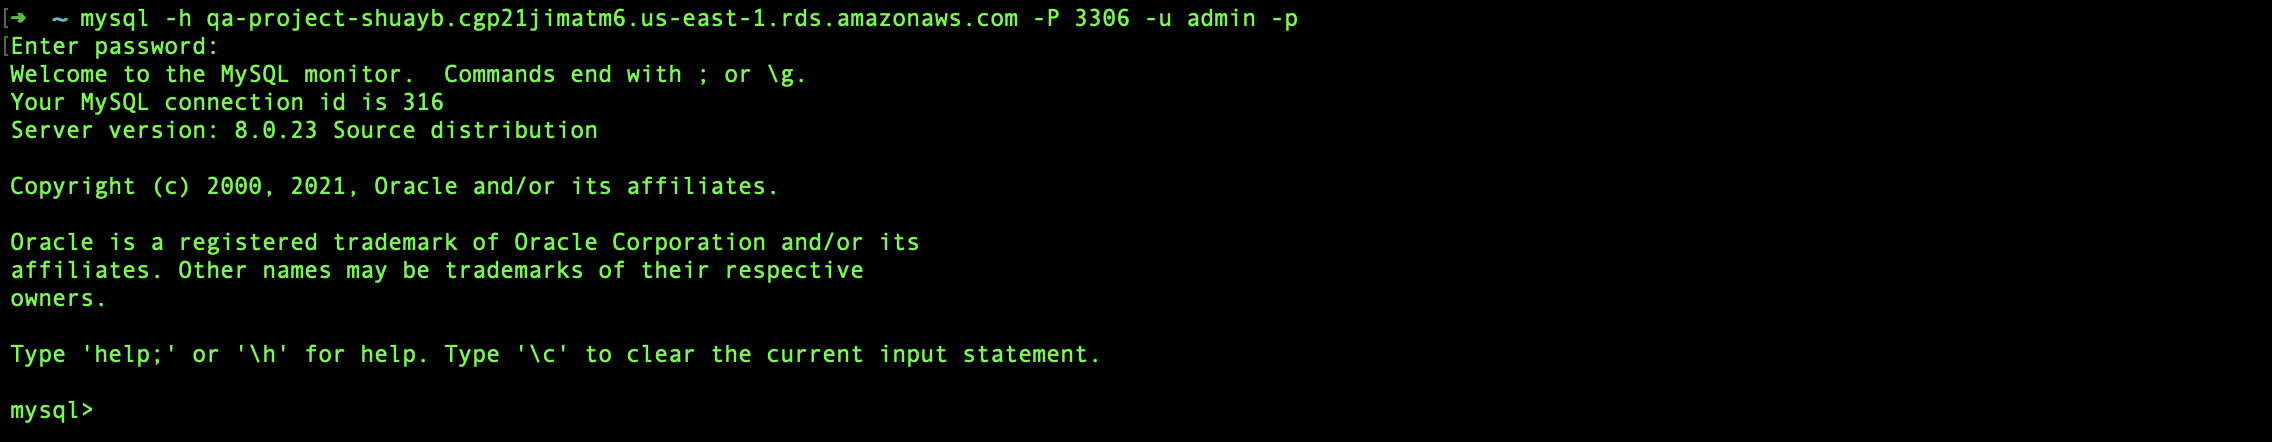 [➜  ~ mysql -h qa-project-shuayb.cgp21jimatm6.us-east-1.rds.amazonaws.com -P 3306 -u admin -p
[Enter password:
Welcome to the MySQL monitor.  Commands end with ; or \g.
Your MySQL connection id is 316
Server version: 8.0.23 Source distribution

Copyright (c) 2000, 2021, Oracle and/or its affiliates.

Oracle is a registered trademark of Oracle Corporation and/or its
affiliates. Other names may be trademarks of their respective
owners.

Type 'help;' or '\h' for help. Type '\c' to clear the current input statement.

mysql>